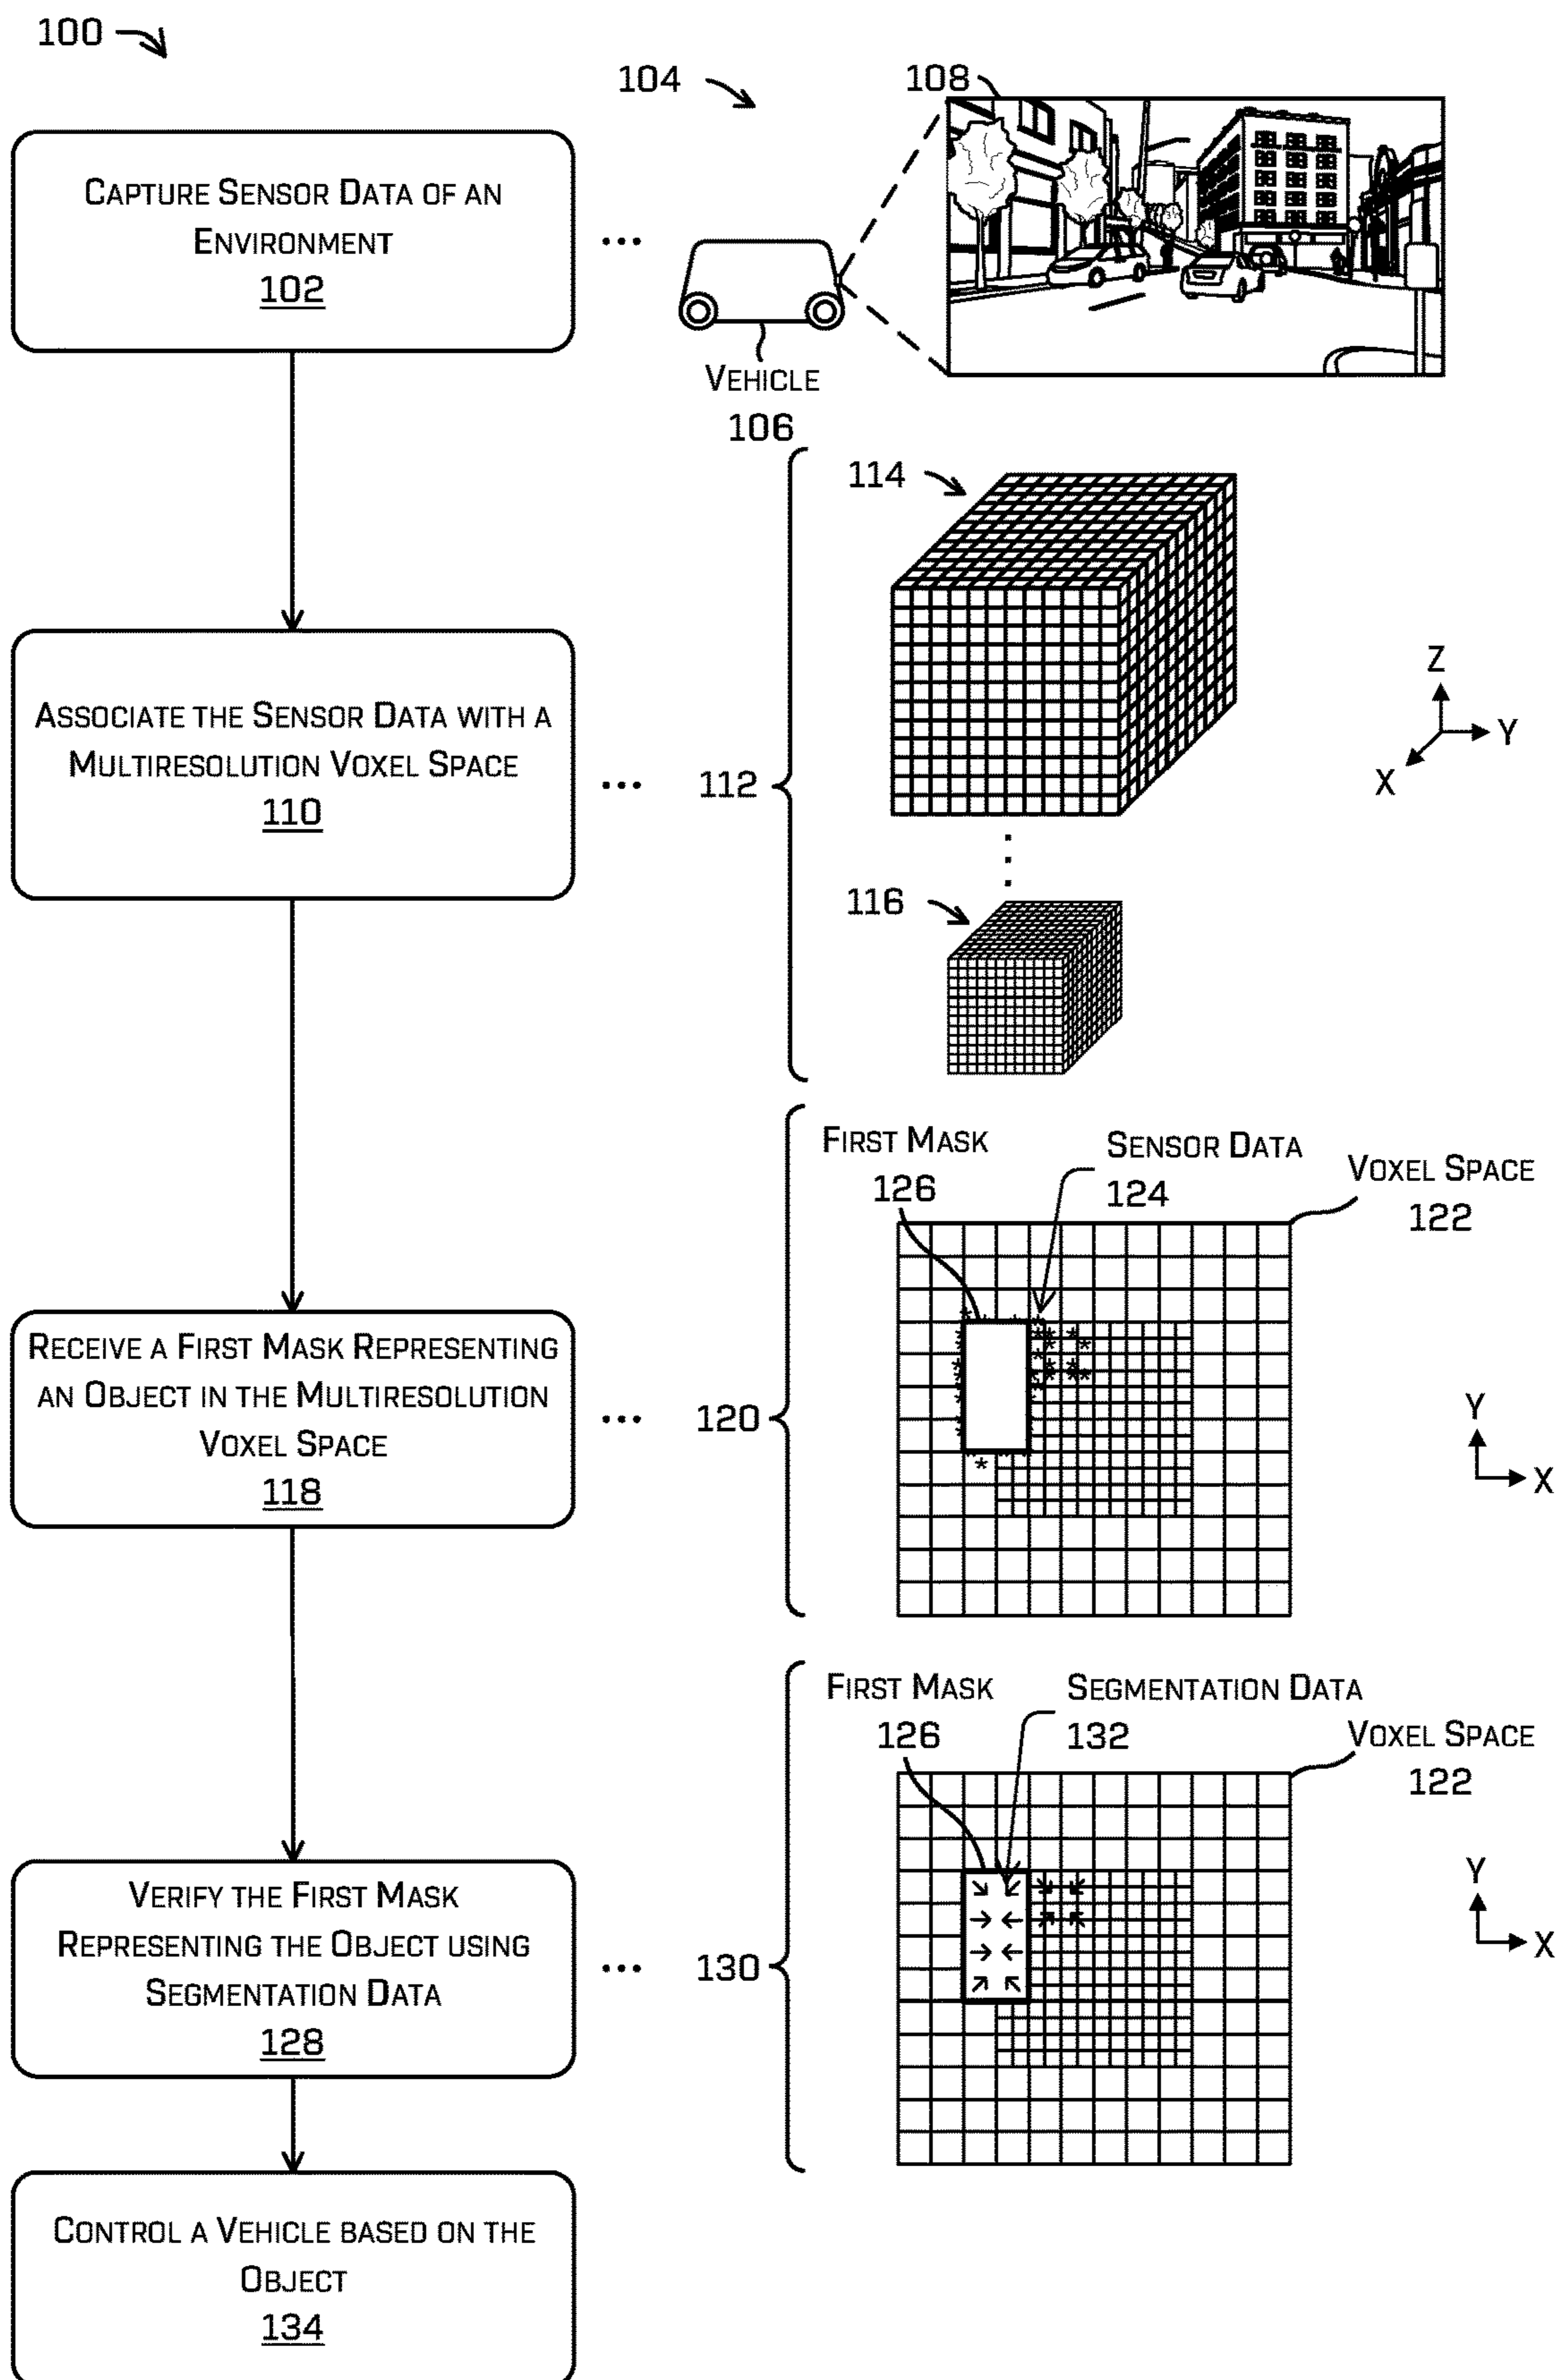 100
104
108
CAPTURE SENSOR DATA OF AN
ENVIRONMENT
102
...
VEHICLE
106
114
ASSOCIATE THE SENSOR DATA WITH A
MULTIRESOLUTION VOXEL SPACE
110
...
112
Z
Y
X
116
FIRST MASK
126
SENSOR DATA
124
VOXEL SPACE
122
RECEIVE A FIRST MASK REPRESENTING
AN OBJECT IN THE MULTIRESOLUTION
VOXEL SPACE
118
...
120
Y
X
FIRST MASK
126
SEGMENTATION DATA
132
VOXEL SPACE
122
VERIFY THE FIRST MASK
REPRESENTING THE OBJECT USING
SEGMENTATION DATA
128
...
130
Y
X
CONTROL A VEHICLE BASED ON THE
OBJECT
134